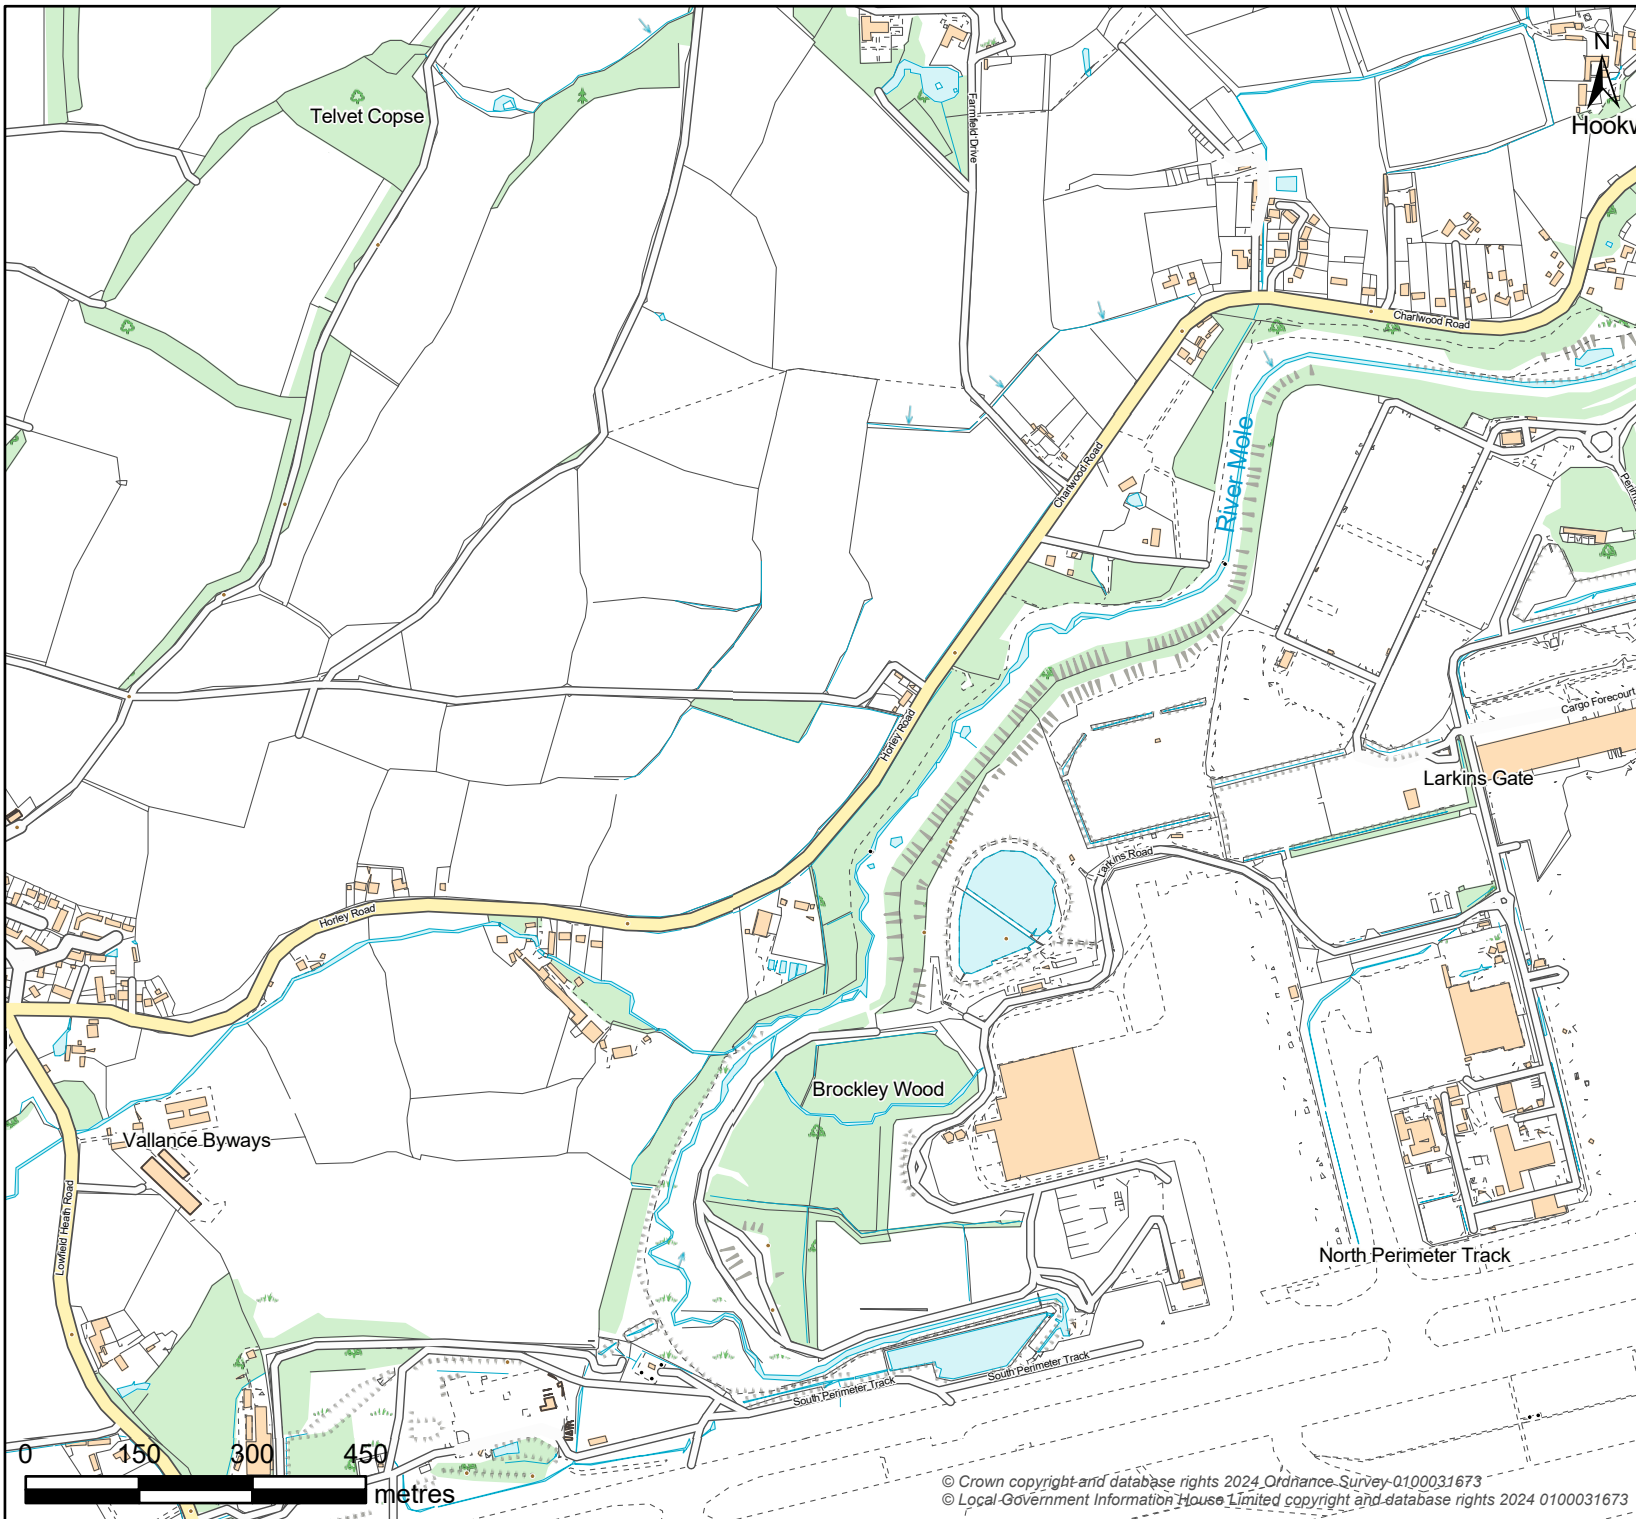 N
Hookw
Telvet Copse
Farmfield Drive
Charlwood Road
River Mole
Charlwood Road
Perim
Cargo Forecourt
Horley Road
Larkins Gate
Larkins Road
Horley Road
Brockley Wood
Vallance Byways
Lowfield Heath Road
North Perimeter Track
South Perimeter Track
South Perimeter Track
0 150 300 450
metres
© Crown copyright and database rights 2024 Ordnance Survey 0100031673
© Local Government Information House Limited copyright and database rights 2024 0100031673